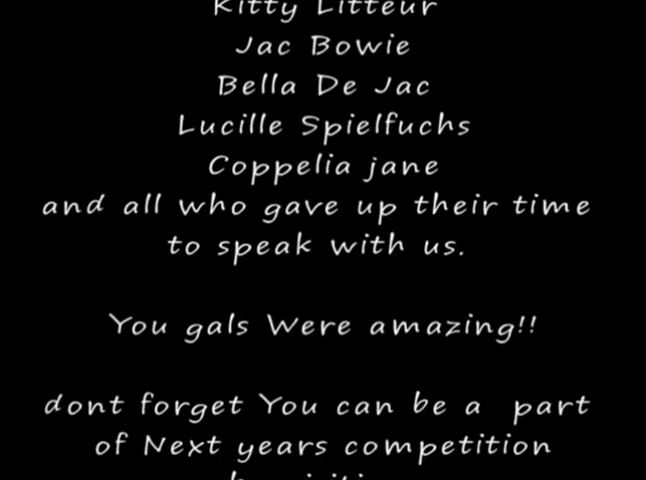 Kitty Litteur
Jac Bowie
Bella De Jac
Lucille Spielfuchs
Coppelia jane
and all who gave up their time
to speak with us.
You gals Were amazing!!
dont forget You can be a part
of Next years competition